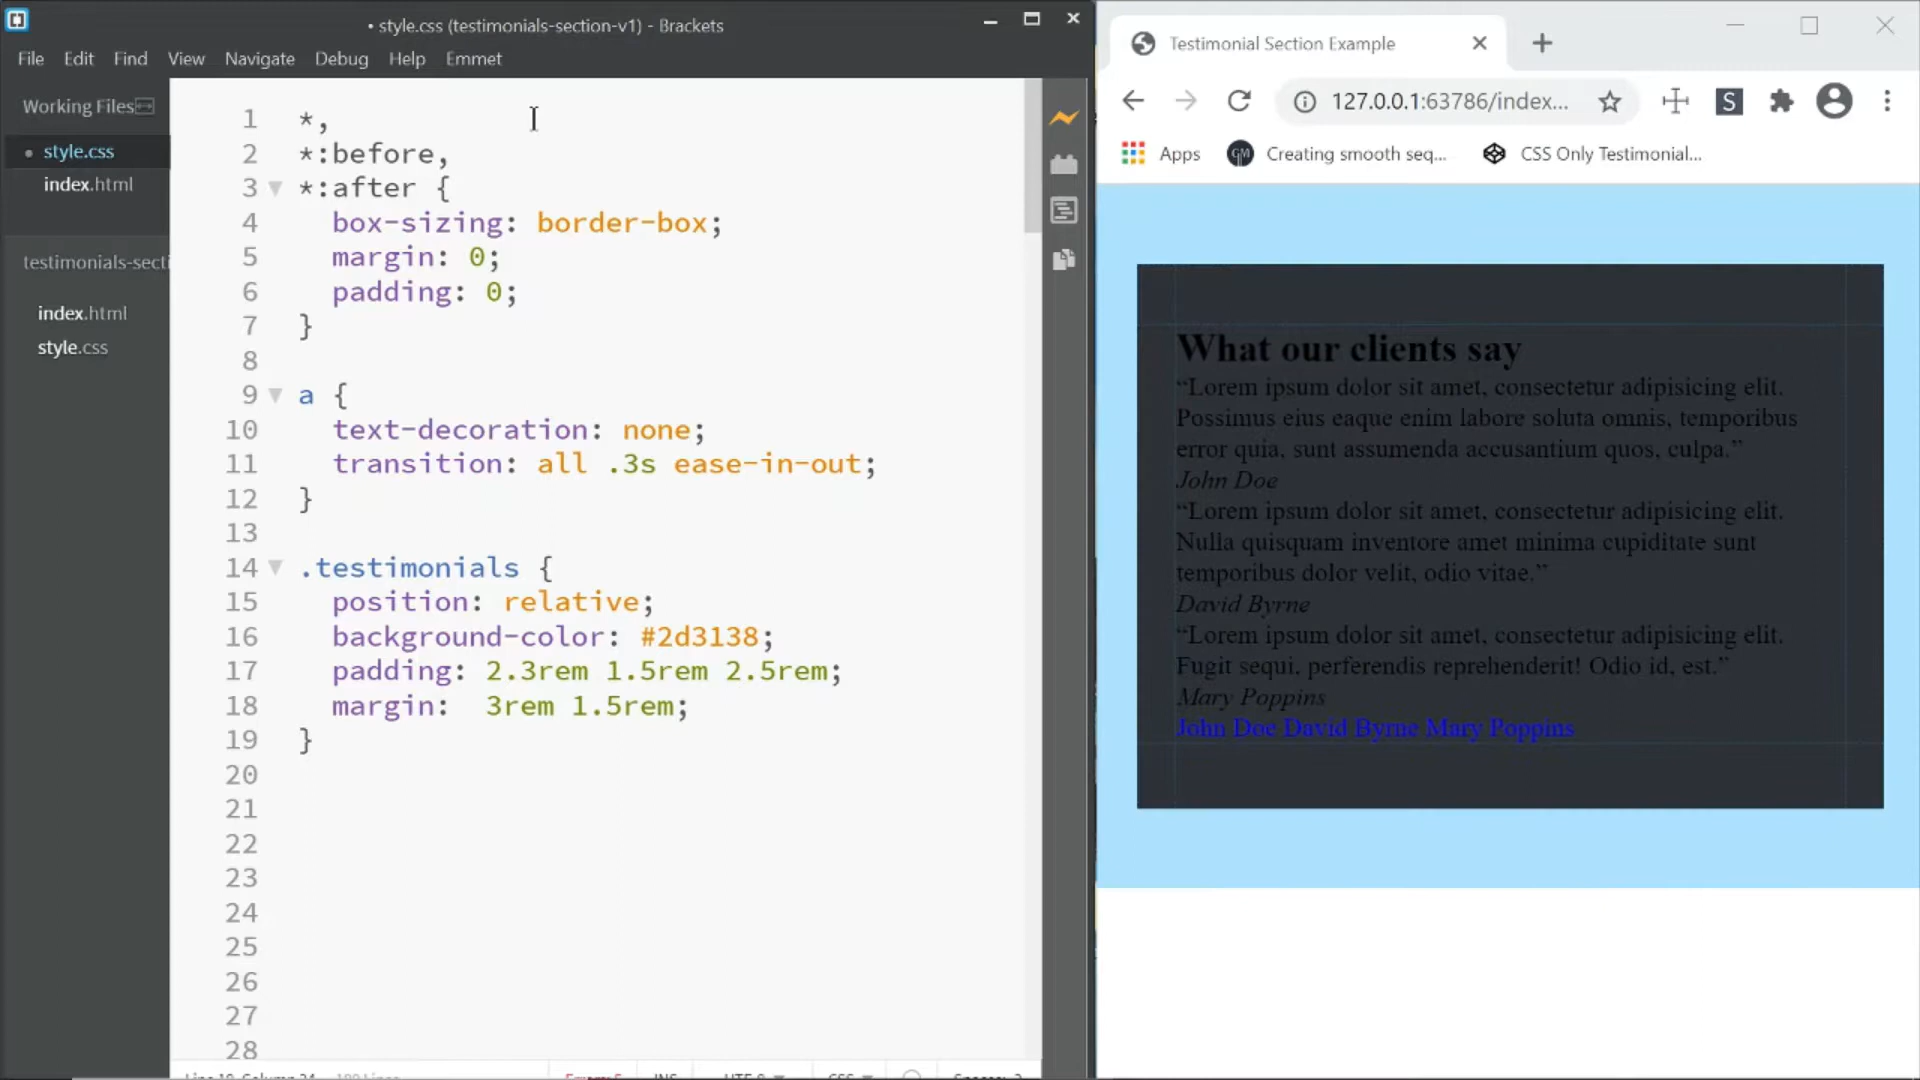 • style.css (testimonials-section-v1) - Brackets
File Edit Find View Navigate Debug Help Emmet
Working Files
• style.css
index.html
testimonials-secti
index.html
style.css
1 *,
2 *:before,
3 *:after {
4 box-sizing: border-box;
5 margin: 0;
6 padding: 0;
7 }
8
9 a {
10 text-decoration: none;
11 transition: all .3s ease-in-out;
12 }
13
14 .testimonials {
15 position: relative;
16 background-color: #2d3138;
17 padding: 2.3rem 1.5rem 2.5rem;
18 margin:  3rem 1.5rem;
19 }
20
21
22
23
24
25
26
27
28
Testimonial Section Example
127.0.0.1:63786/index...
S
Apps GM Creating smooth seq... CSS Only Testimonial...
What our clients say
“Lorem ipsum dolor sit amet, consectetur adipisicing elit.
Possimus eius eaque enim labore soluta omnis, temporibus
error quia, sunt assumenda accusantium quos, culpa.”
John Doe
“Lorem ipsum dolor sit amet, consectetur adipisicing elit.
Nulla quisquam inventore amet minima cupiditate sunt
temporibus dolor velit, odio vitae.”
David Byrne
“Lorem ipsum dolor sit amet, consectetur adipisicing elit.
Fugit sequi, perferendis reprehenderit! Odio id, est.”
Mary Poppins
John Doe David Byrne Mary Poppins